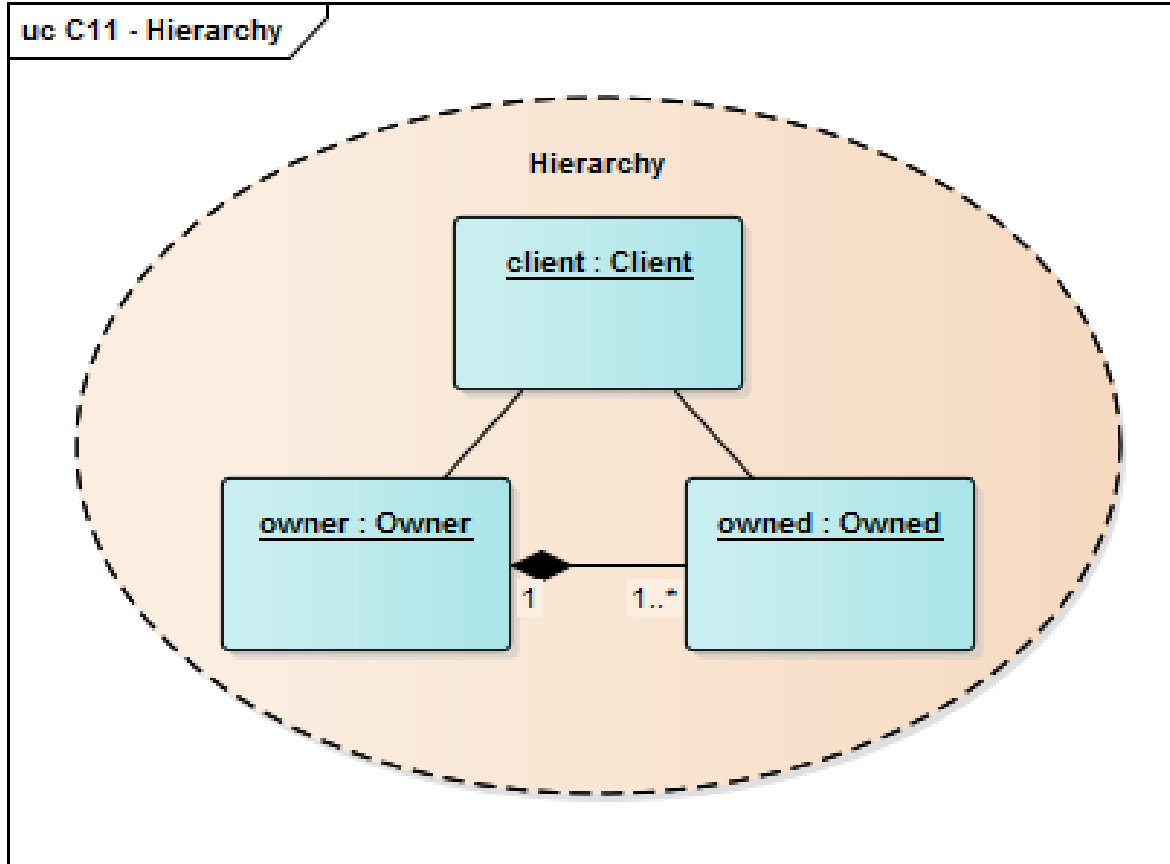 uc C11 - Hierarchy
Hierarchy
client : Client
owner : Owner
owned : Owned
1
1..*